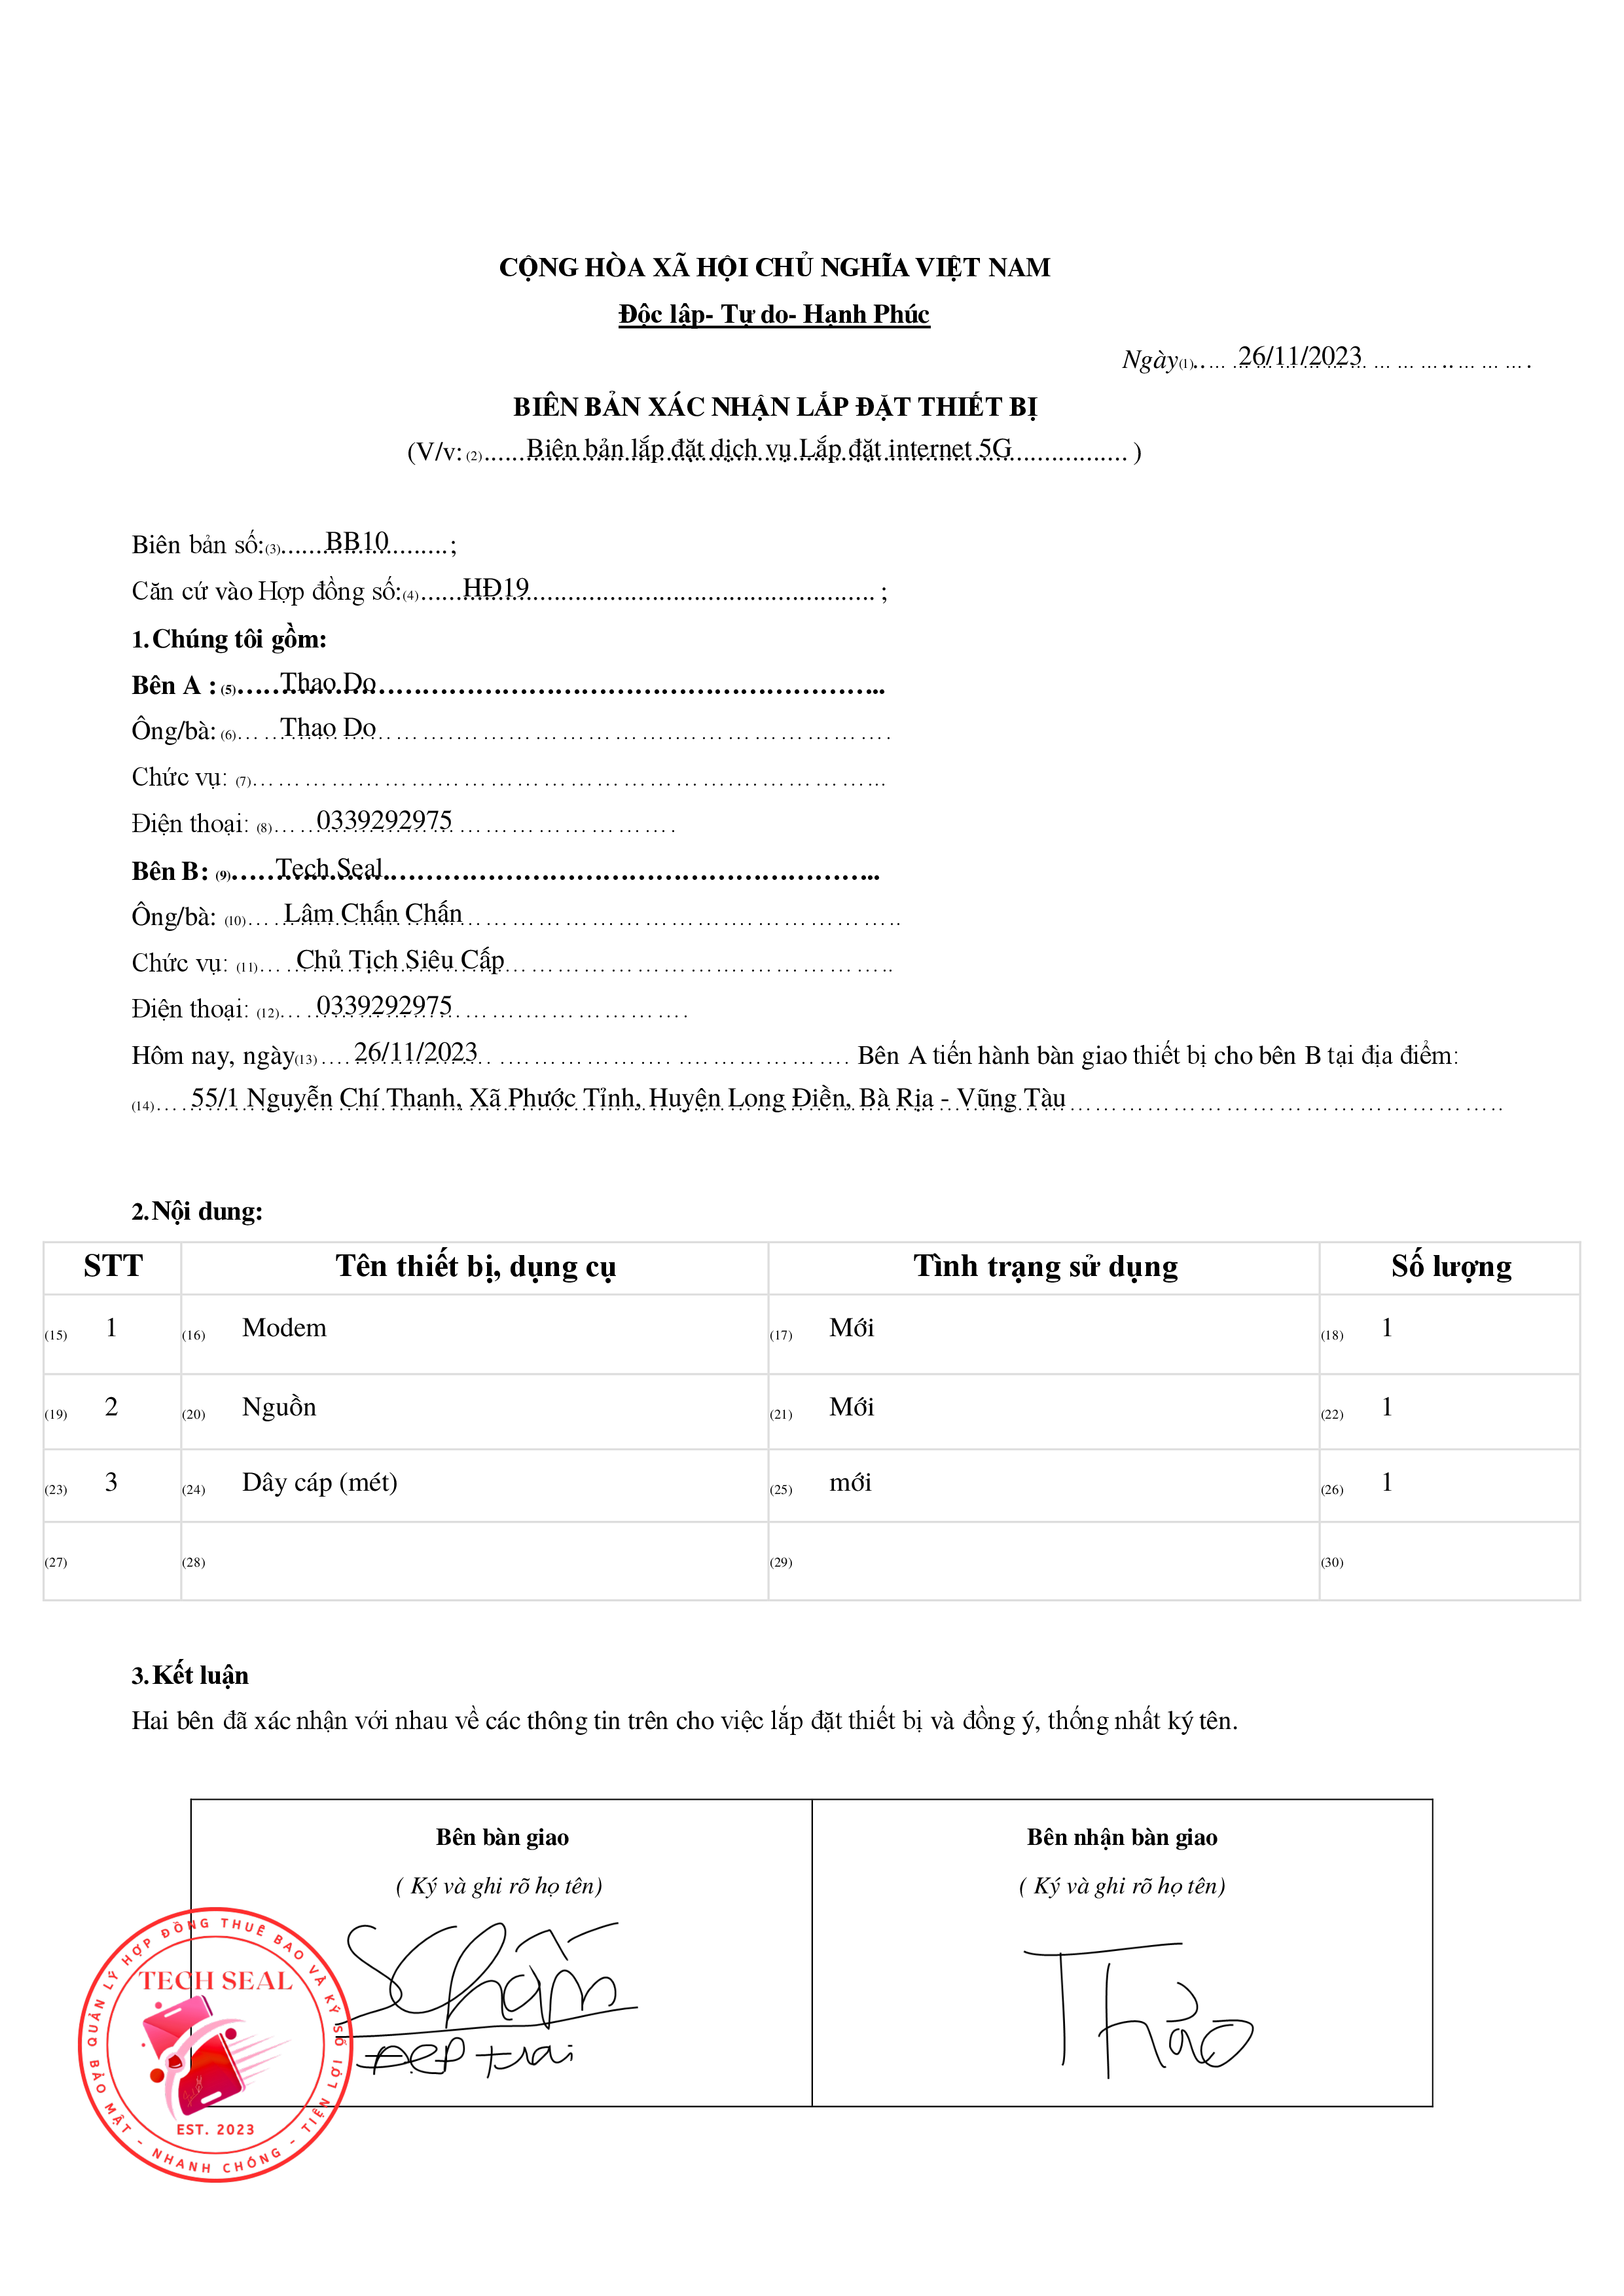 CỘNG HÒA XÃ HỘI CHỦ NGHĨA VIỆT NAM
Độc lập- Tự do- Hạnh Phúc
Ngày(1)........26/11/2023........
BIÊN BẢN XÁC NHẬN LẮP ĐẶT THIẾT BỊ
(V/v: (2)......Biên bản lắp đặt dịch vụ Lắp đặt internet 5G...............)
Biên bản số:(3)......BB10........;
Căn cứ vào Hợp đồng số:(4)......HĐ19..............................;
1. Chúng tôi gồm:
Bên A : (5)......Thao Do..............................
Ông/bà: (6)......Thao Do..............................
Chức vụ: (7)....................................
Điện thoại: (8)......0339292975....................
Bên B: (9)......Tech Seal..............................
Ông/bà: (10)......Lâm Chấn Chấn..............................
Chức vụ: (11)......Chủ Tịch Siêu Cấp..............................
Điện thoại: (12)......0339292975....................
Hôm nay, ngày(13)......26/11/2023.................... Bên A tiến hành bàn giao thiết bị cho bên B tại địa điểm:
(14)......55/1 Nguyễn Chí Thanh, Xã Phước Tỉnh, Huyện Long Điền, Bà Rịa - Vũng Tàu....................
2. Nội dung:
STT Tên thiết bị, dụng cụ Tình trạng sử dụng Số lượng
(15) 1 (16) Modem (17) Mới (18) 1
(19) 2 (20) Nguồn (21) Mới (22) 1
(23) 3 (24) Dây cáp (mét) (25) mới (26) 1
(27) (28) (29) (30)
3. Kết luận
Hai bên đã xác nhận với nhau về các thông tin trên cho việc lắp đặt thiết bị và đồng ý, thống nhất ký tên.
Bên bàn giao Bên nhận bàn giao
( Ký và ghi rõ họ tên) ( Ký và ghi rõ họ tên)
Chấn
Đẹp trai
Thảo
QUẢN LÝ HỢP ĐỒNG THUÊ BAO VÀ KÝ SỐ
TECH SEAL
EST. 2023
BẢO MẬT - NHANH CHÓNG - TIỆN LỢI